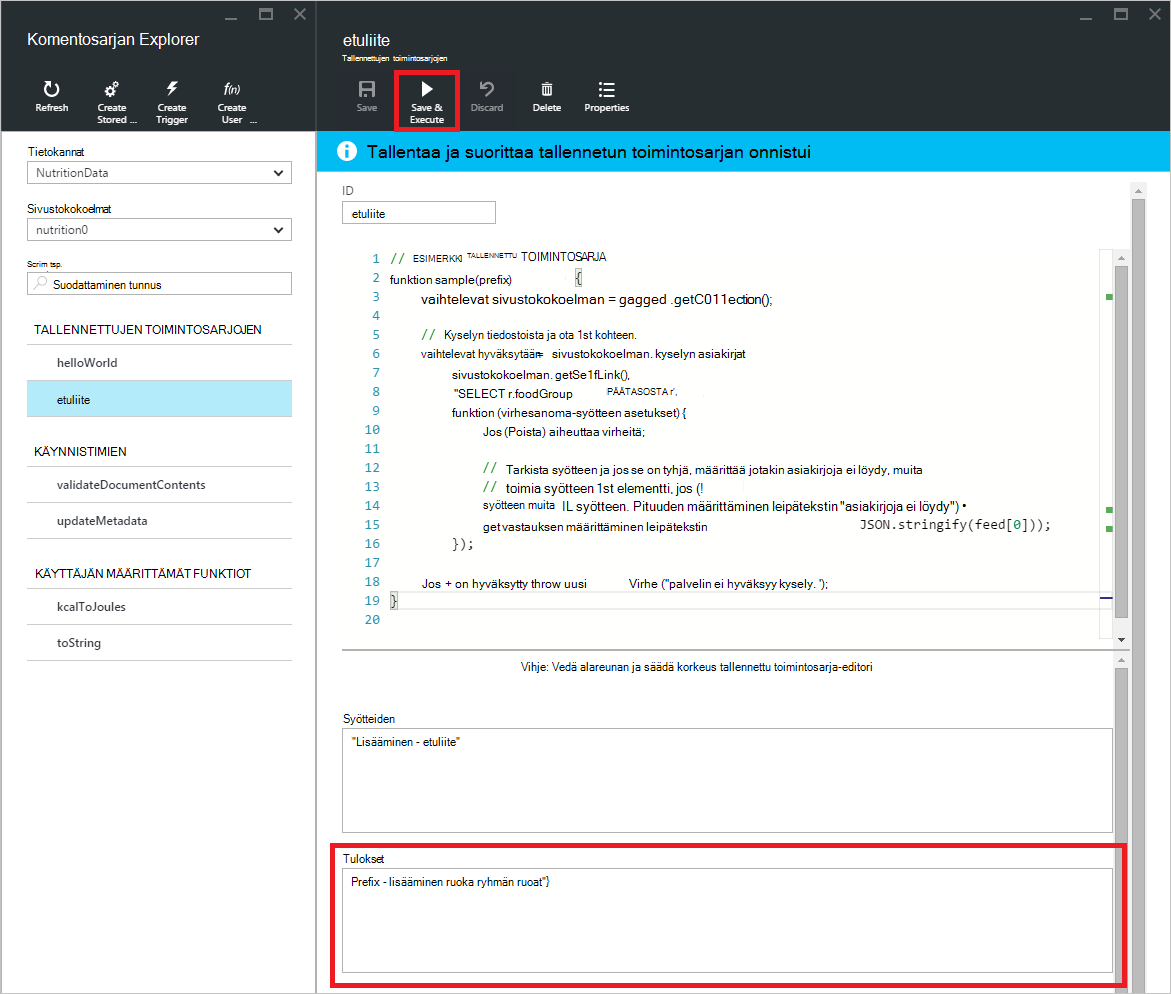 Komentosarjan Explorer
Refresh
Create
Stored ...
Create
Trigger
f(n)
Create
User ...
Tietokannat
NutritionData
Sivustokokoelmat
nutrition0
Scrim tsp.
Suodattaminen tunnus
TALLENNETTUJEN TOIMINTOSARJOJEN
helloWorld
etuliite
KÄYNNISTIMIEN
validateDocumentContents
updateMetadata
KÄYTTÄJÄN MÄÄRITTÄMÄT FUNKTIOT
kcalToJoules
toString
etuliite
Tallennettujen toimintosarjojen
Save
Save &
Execute
Discard
Delete
Properties
Tallentaa ja suorittaa tallennetun toimintosarjan onnistui
ID
etuliite
1 // ESIMERKKI TALLENNETTU TOIMINTOSARJA
2 funktion sample(prefix) {
3 vaihtelevat sivustokokoelman = gagged .getC011ection();
4
5 // Kyselyn tiedostoista ja ota 1st kohteen.
6 vaihtelevat hyväksytään= sivustokokoelman. kyselyn asiakirjat
7 sivustokokoelman. getSe1fLink(),
8 "SELECT r.foodGroup PÄÄTASOSTA r',
9 funktion (virhesanoma-syötteen asetukset) {
10 Jos (Poista) aiheuttaa virheitä;
11
12 // Tarkista syötteen ja jos se on tyhjä, määrittää jotakin asiakirjoja ei löydy, muita
13 // toimia syötteen 1st elementti, jos (!
14 syötteen muita IL syötteen. Pituuden määrittäminen leipätekstin "asiakirjoja ei löydy") •
15 get vastauksen määrittäminen leipätekstin JSON.stringify(feed[0]));
16 });
17
18 Jos + on hyväksytty throw uusi Virhe ("palvelin ei hyväksyy kysely. ');
19 }
20
Vihje: Vedä alareunan ja säädä korkeus tallennettu toimintosarja-editori
Syötteiden
"Lisääminen - etuliite"
Tulokset
Prefix - lisääminen ruoka ryhmän ruoat"}